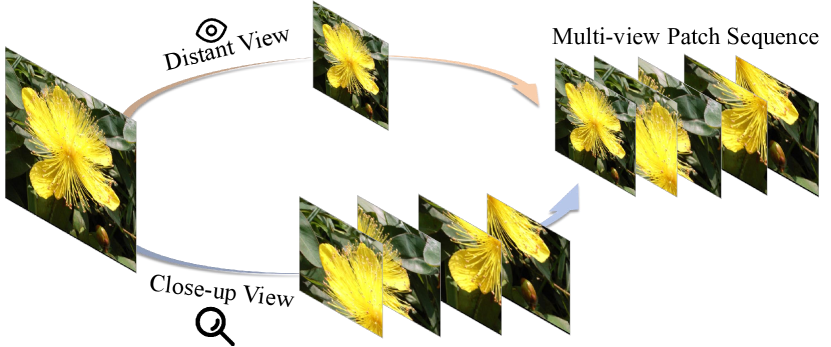 Distant View
Multi-view Patch Sequence
Close-up View